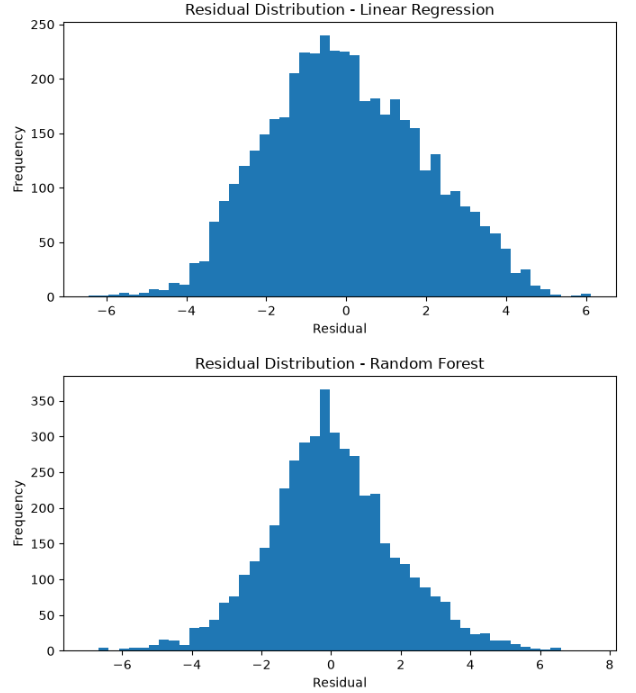 Residual Distribution - Linear Regression
250
200
150
100
50
0
Frequency
−6 −4 −2 0 2 4 6
Residual
Residual Distribution - Random Forest
350
300
250
200
150
100
50
0
Frequency
−6 −4 −2 0 2 4 6 8
Residual